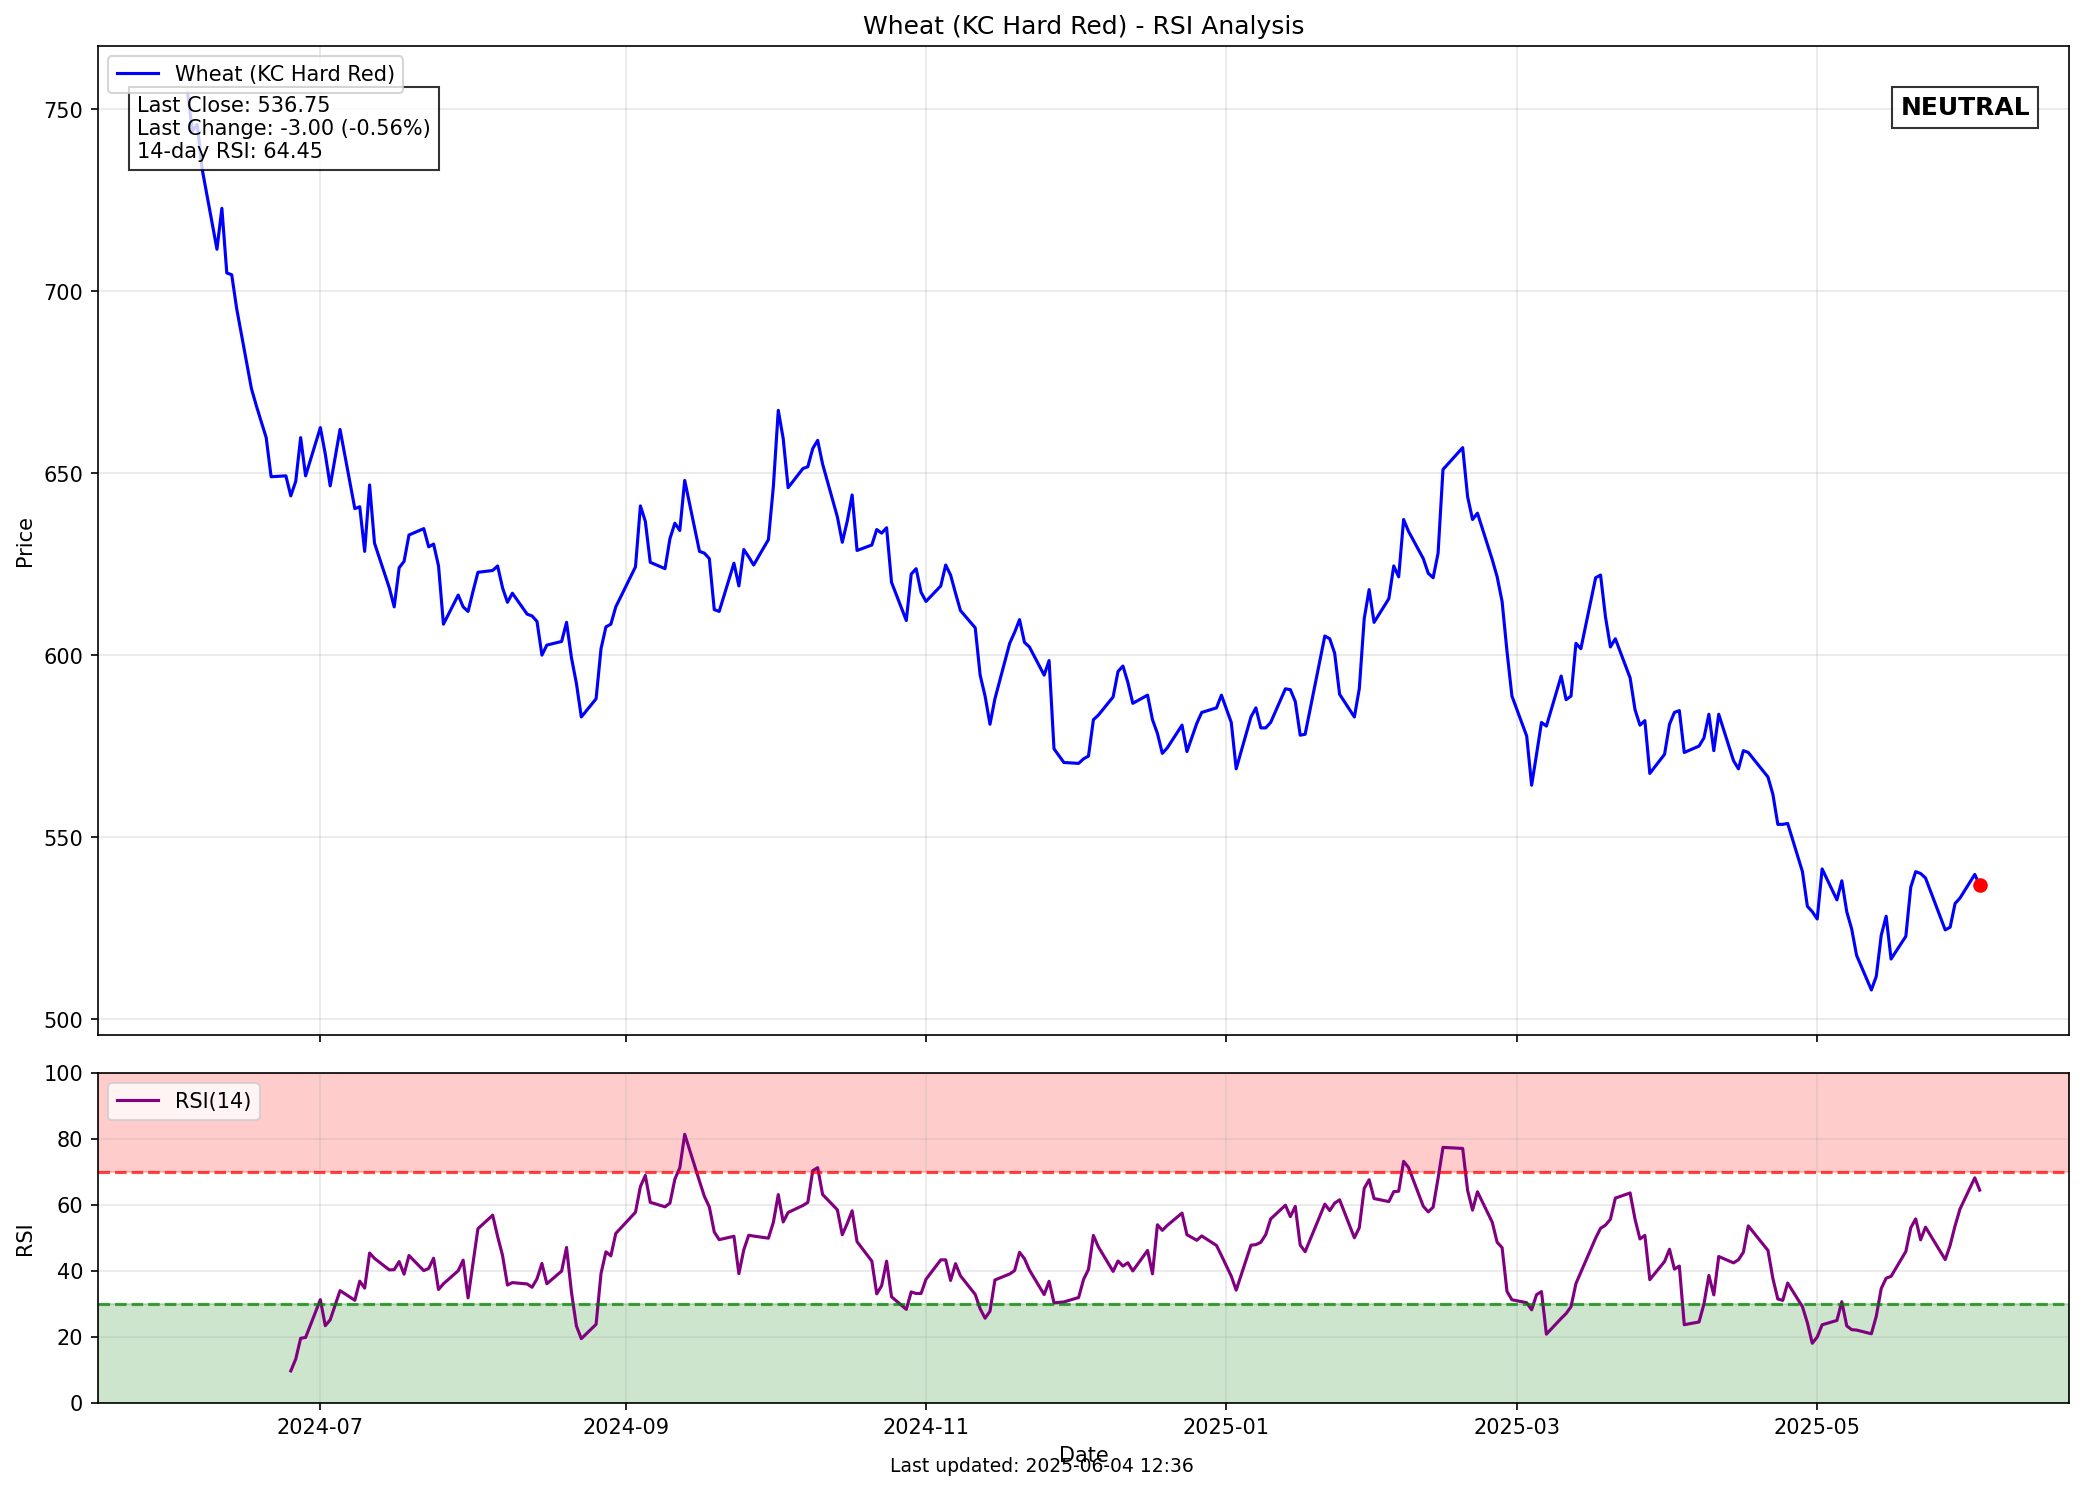 Wheat (KC Hard Red) - RSI Analysis
Wheat (KC Hard Red)
Last Close: 536.75
Last Change: -3.00 (-0.56%)
14-day RSI: 64.45
NEUTRAL
750
700
650
600
550
500
Price
RSI(14)
100
80
60
40
20
0
RSI
2024-07
2024-09
2024-11
2025-01
2025-03
2025-05
Date
Last updated: 2025-06-04 12:36